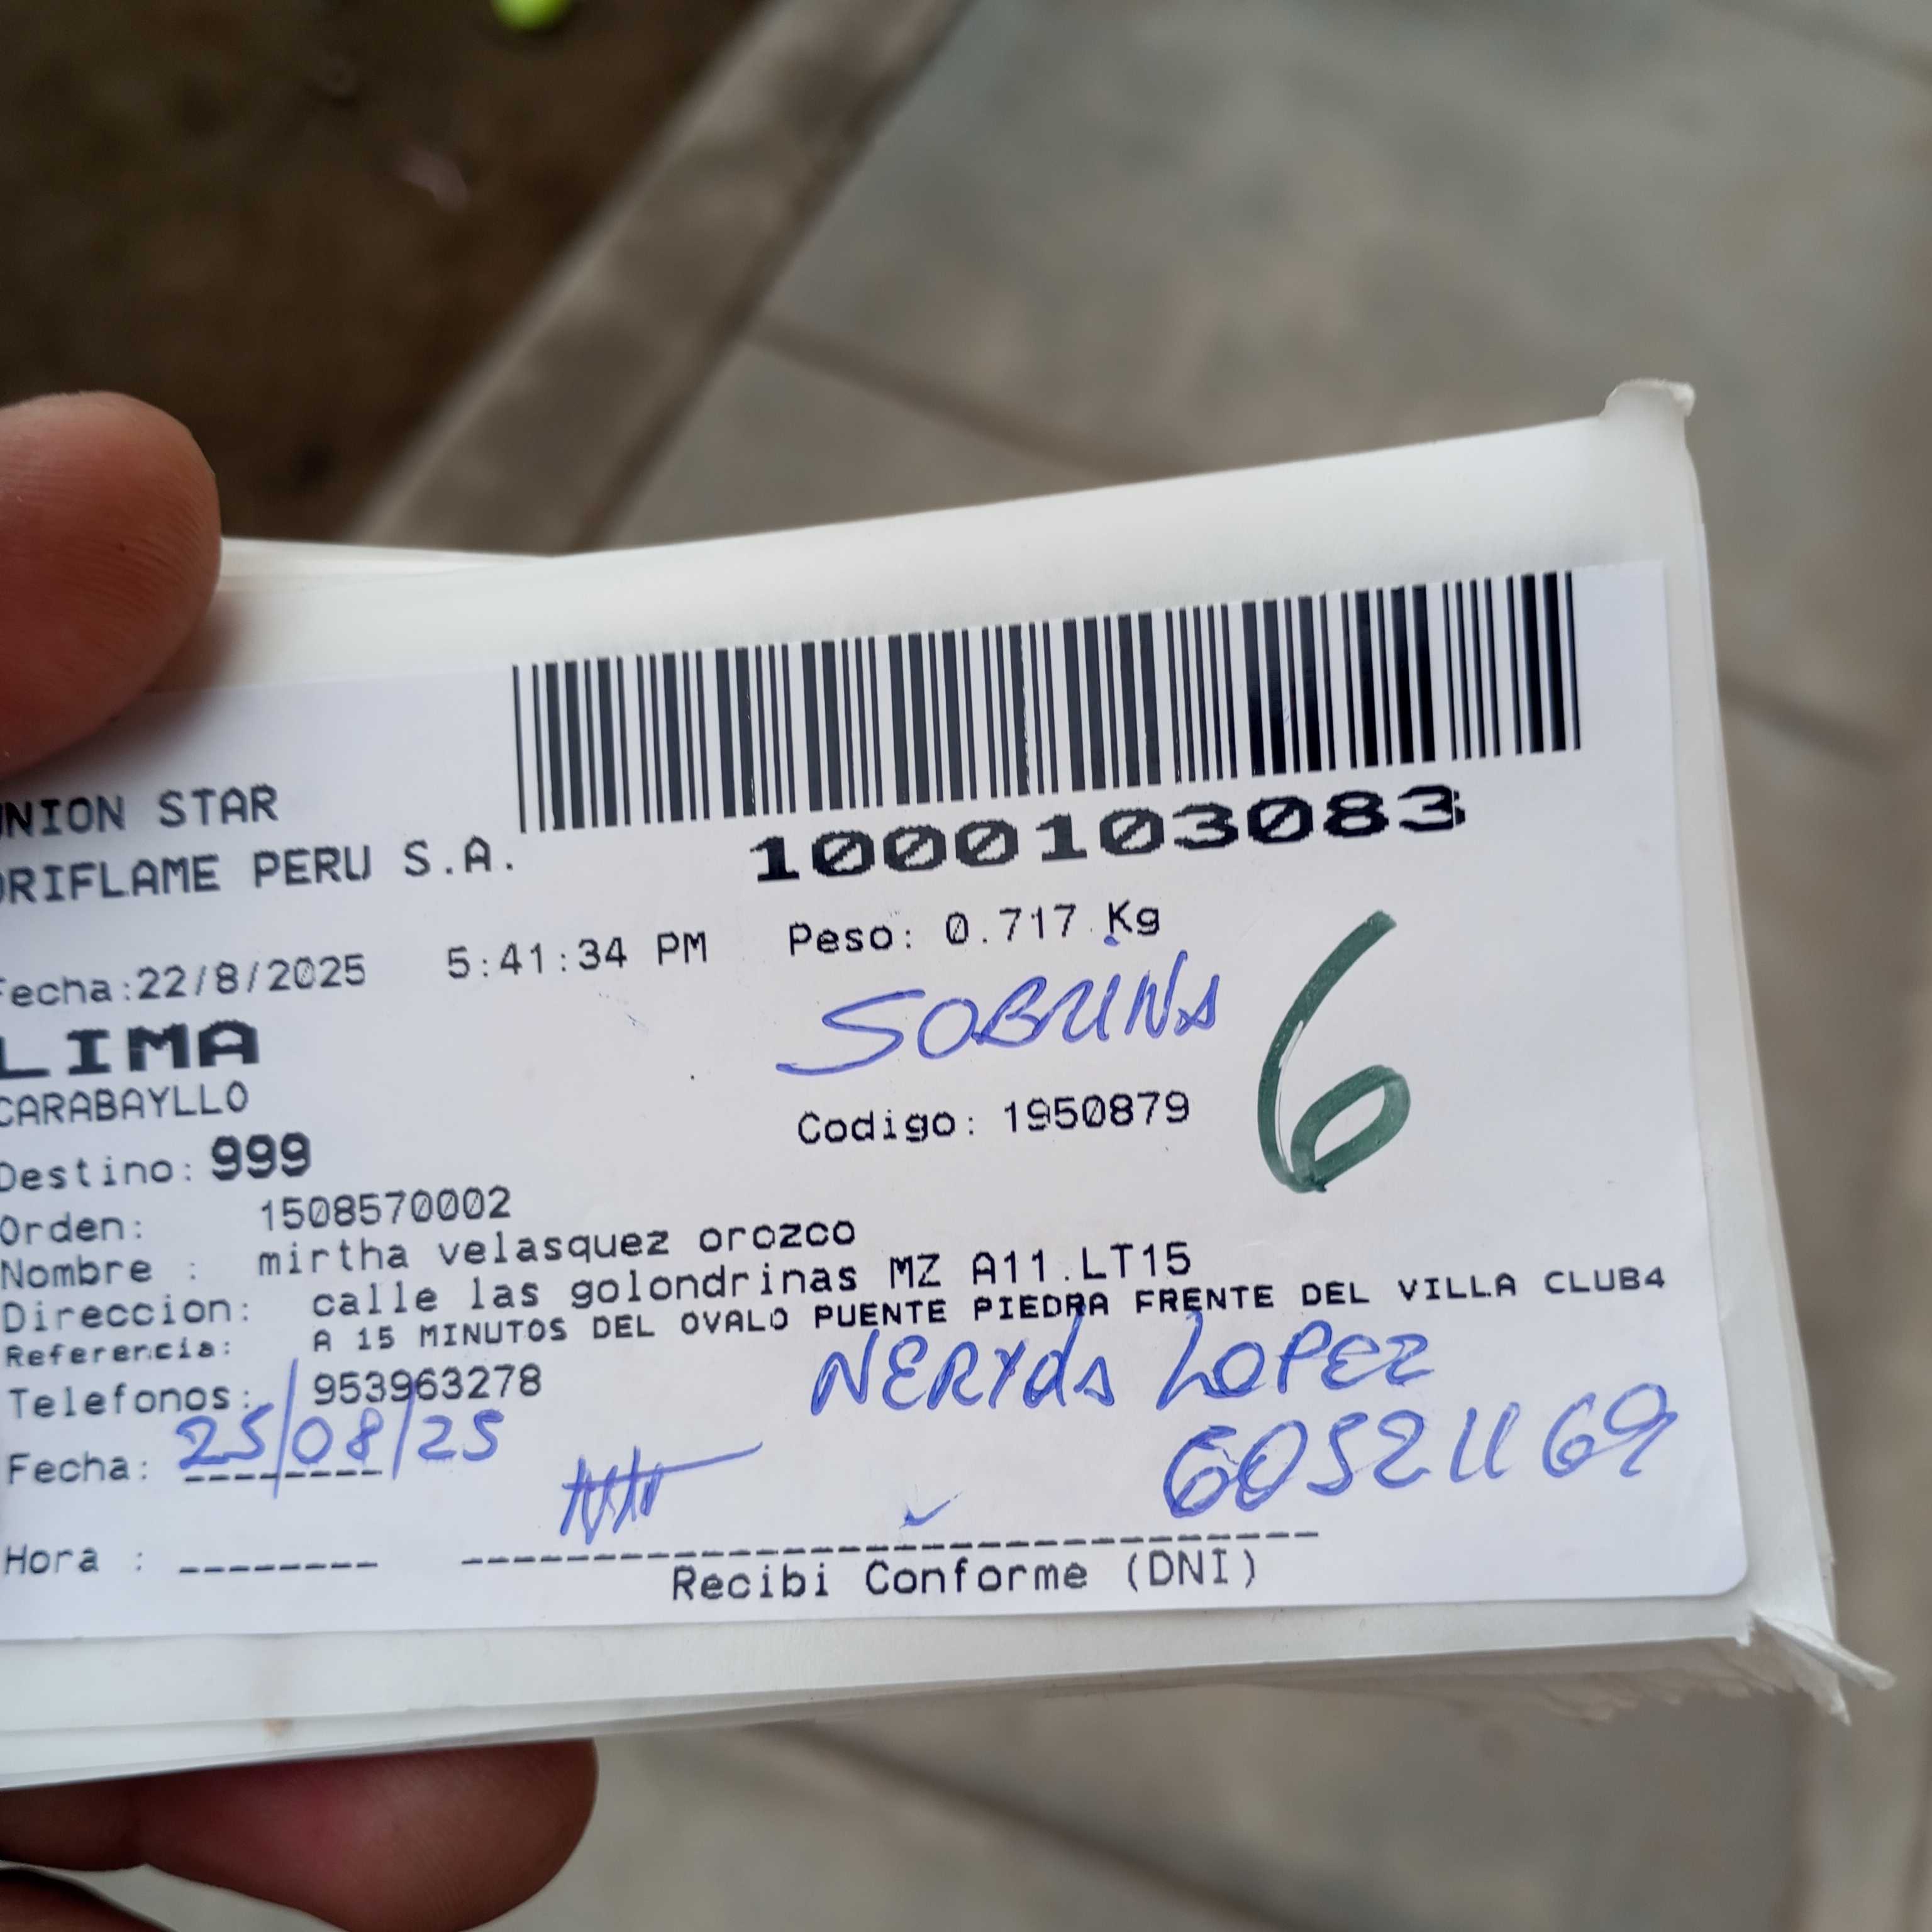 NION STAR
RIFLAME PERU S.A.
1000103083
Fecha:22/8/2025 5:41:34 PM Peso: 0.717 Kg
SOBRINA
6
LIMA
CARABAYLLO
Codigo: 1950879
Destino: 999
Orden: 1508570002
Nombre : mirtha velasquez orozco
Direccion: calle las golondrinas MZ A11.LT15
Referencia: A 15 MINUTOS DEL OVALO PUENTE PIEDRA FRENTE DEL VILLA CLUB4
Telefonos: 953963278
NERYDA LOPEZ
Fecha: 25/08/25
60521169
Hora : --------
Recibi Conforme (DNI)